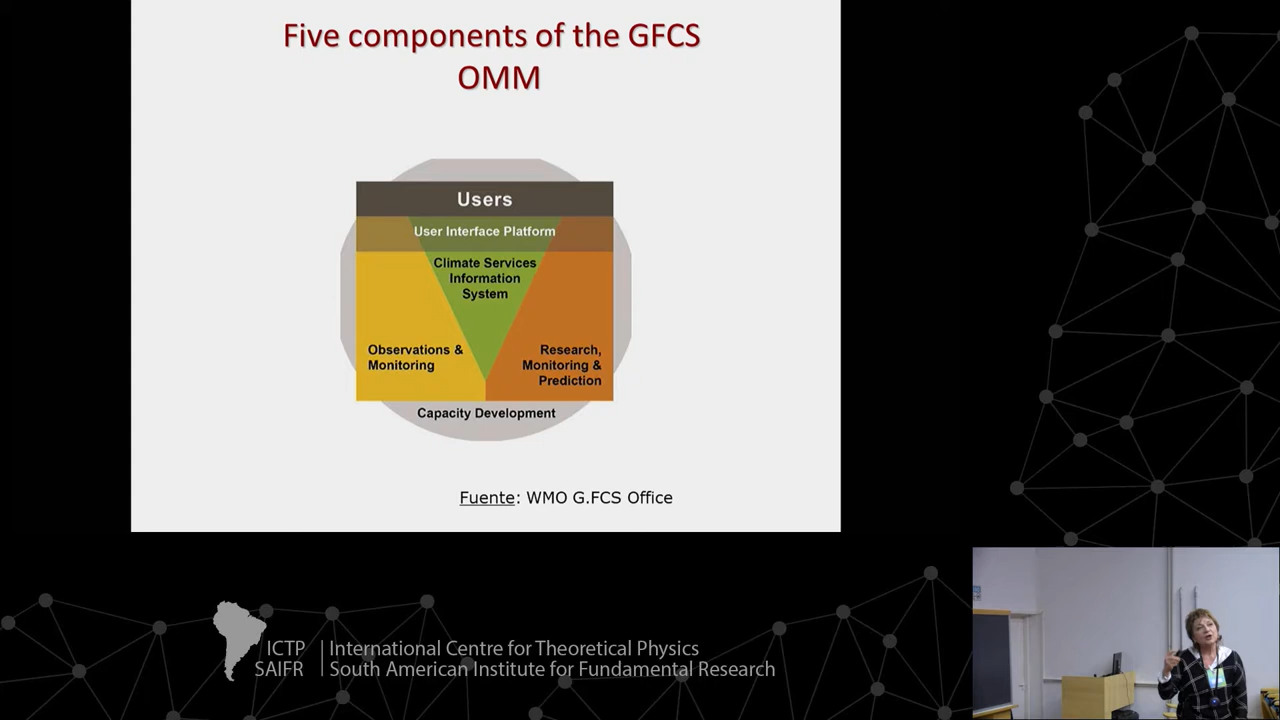 Five components of the GFCS
OMM
Users
User Interface Platform
Climate Services
Information
System
Observations &
Monitoring
Research,
Monitoring &
Prediction
Capacity Development
Fuente: WMO G.FCS Office
ICTP
SAIFR
International Centre for Theoretical Physics
South American Institute for Fundamental Research